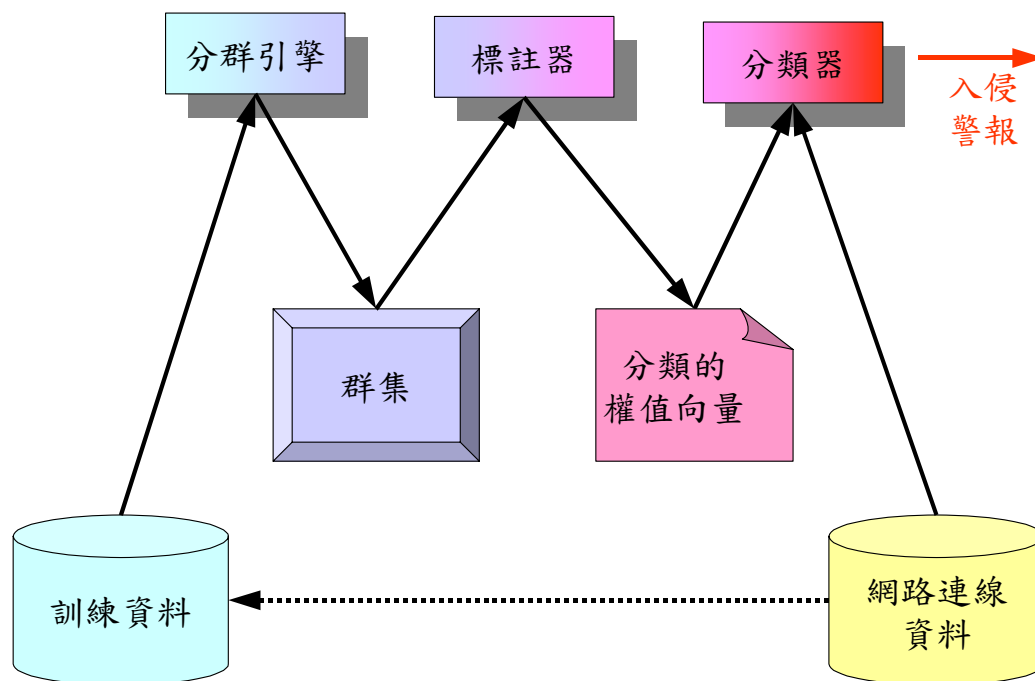 分群引擎
標註器
分類器
入侵
警報
群集
分類的
權值向量
訓練資料
網路連線
資料